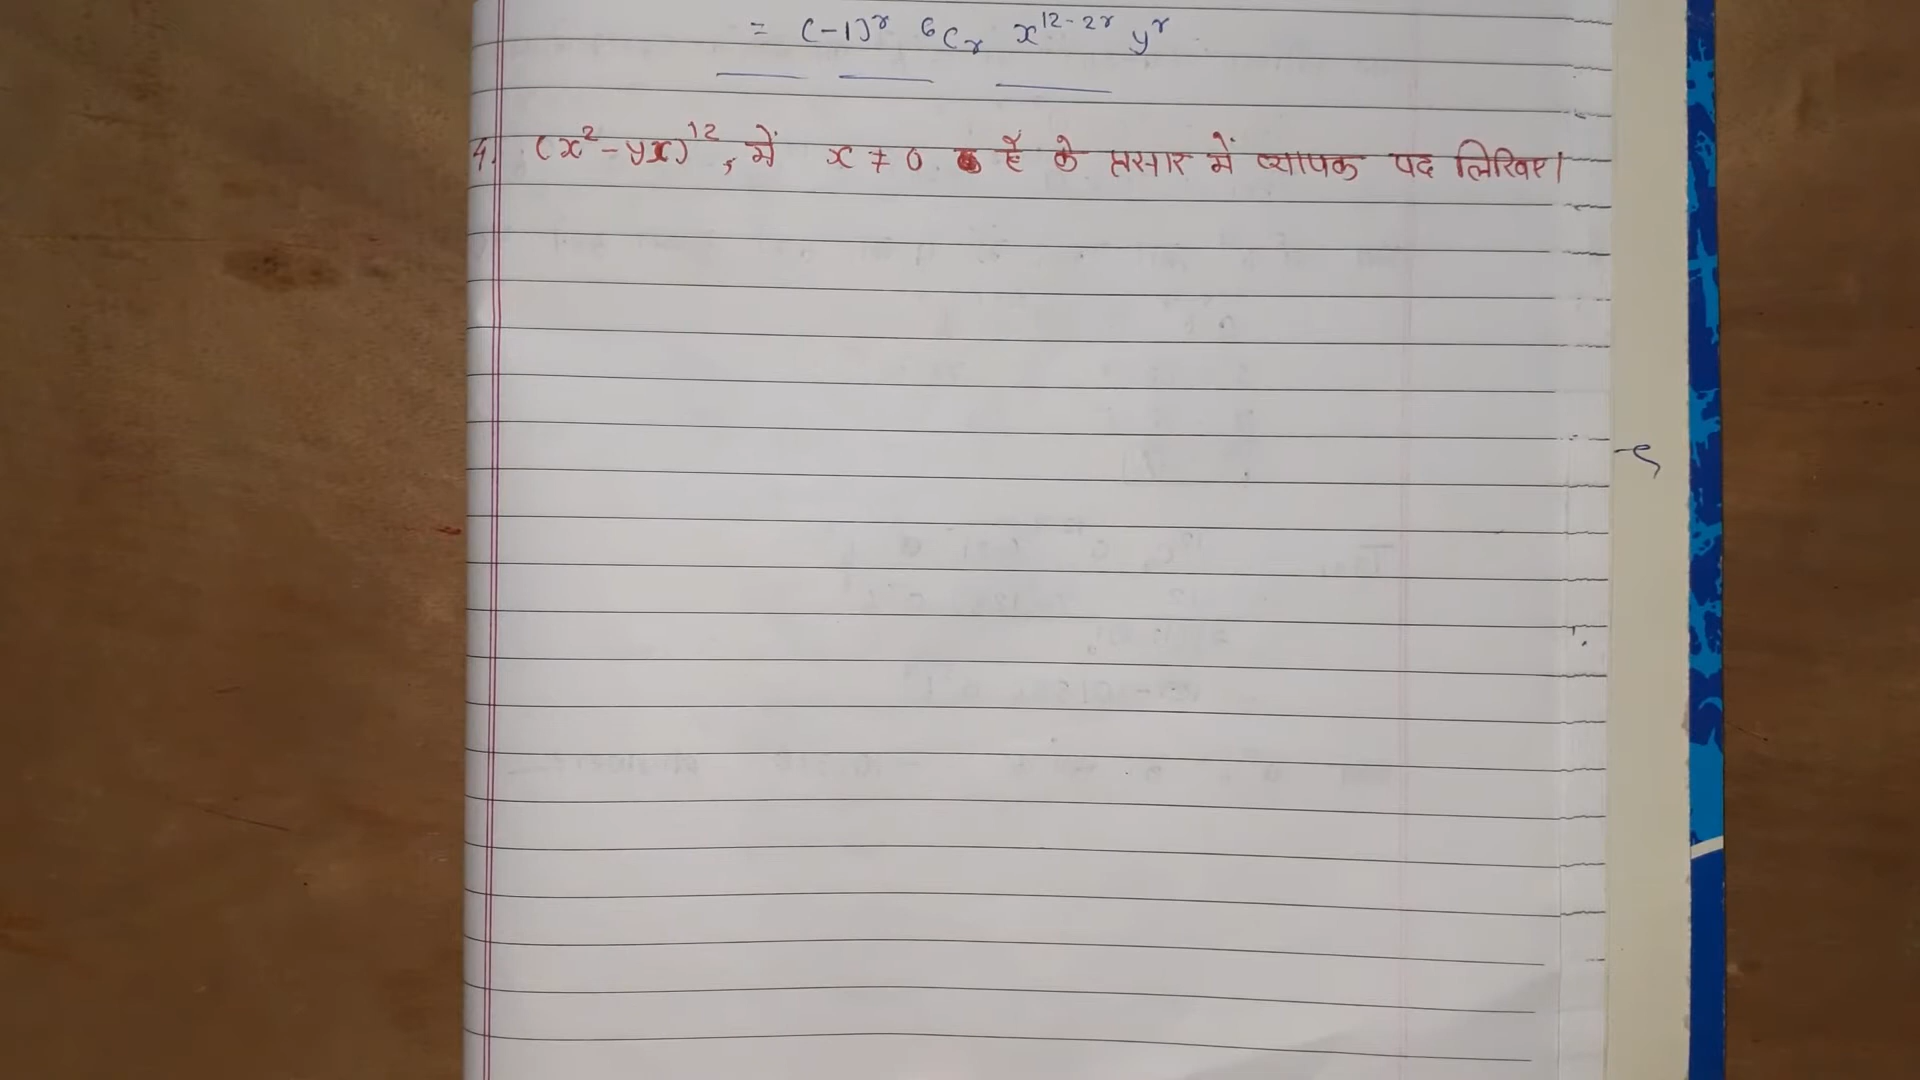 = (-1)ʳ ⁶Cᵣ x¹²⁻²ʳ yʳ
4. (x² - yx)¹², में x ≠ 0 है के प्रसार में व्यापक पद लिखिए।